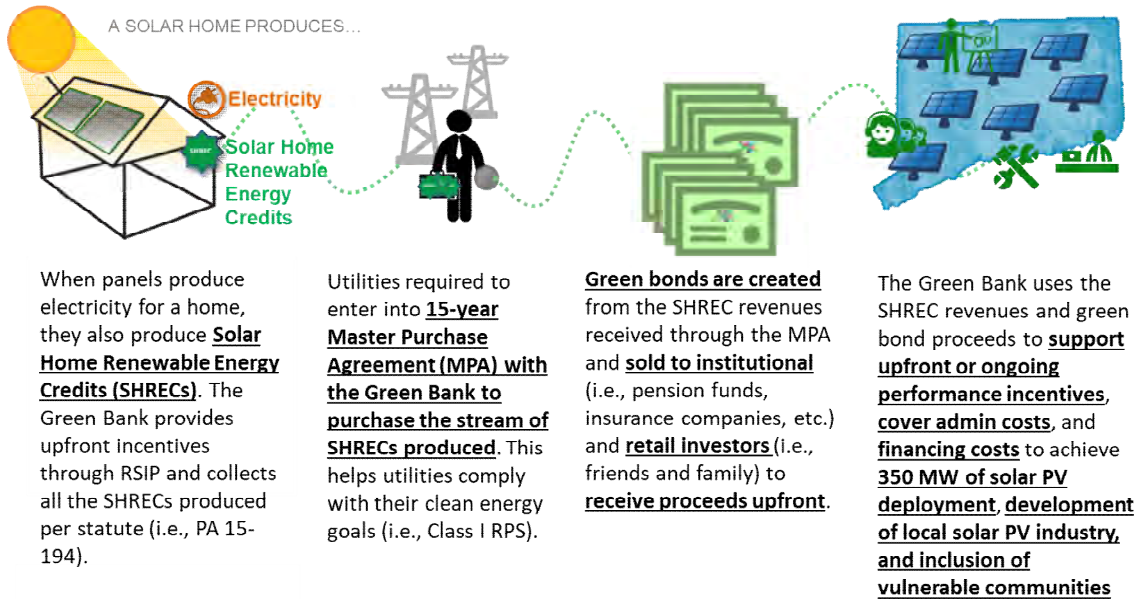 A SOLAR HOME PRODUCES...
Electricity
SHREC
Solar Home
Renewable
Energy
Credits
When panels produce
electricity for a home,
they also produce Solar
Home Renewable Energy
Credits (SHRECs). The
Green Bank provides
upfront incentives
through RSIP and collects
all the SHRECs produced
per statute (i.e., PA 15-
194).
Utilities required to
enter into 15-year
Master Purchase
Agreement (MPA) with
the Green Bank to
purchase the stream of
SHRECs produced. This
helps utilities comply
with their clean energy
goals (i.e., Class I RPS).
Green bonds are created
from the SHREC revenues
received through the MPA
and sold to institutional
(i.e., pension funds,
insurance companies, etc.)
and retail investors (i.e.,
friends and family) to
receive proceeds upfront.
The Green Bank uses the
SHREC revenues and green
bond proceeds to support
upfront or ongoing
performance incentives,
cover admin costs, and
financing costs to achieve
350 MW of solar PV
deployment, development
of local solar PV industry,
and inclusion of
vulnerable communities